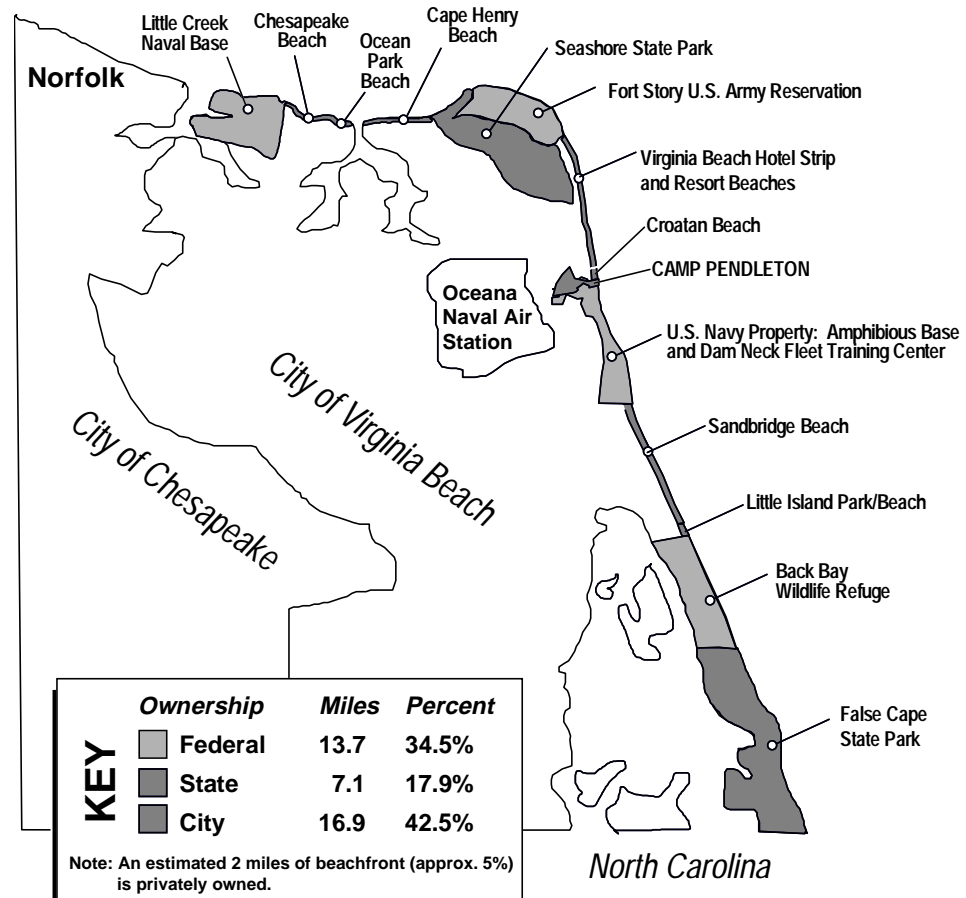 Little Creek
Naval Base
Chesapeake
Beach
Ocean
Park
Beach
Cape Henry
Beach
Seashore State Park
Norfolk
Fort Story U.S. Army Reservation
Virginia Beach Hotel Strip
and Resort Beaches
Croatan Beach
CAMP PENDLETON
Oceana
Naval Air
Station
U.S. Navy Property: Amphibious Base
and Dam Neck Fleet Training Center
City of Virginia Beach
City of Chesapeake
Sandbridge Beach
Little Island Park/Beach
Back Bay
Wildlife Refuge
False Cape
State Park
North Carolina
KEY
Ownership Miles Percent
Federal 13.7 34.5%
State 7.1 17.9%
City 16.9 42.5%
Note: An estimated 2 miles of beachfront (approx. 5%)
is privately owned.